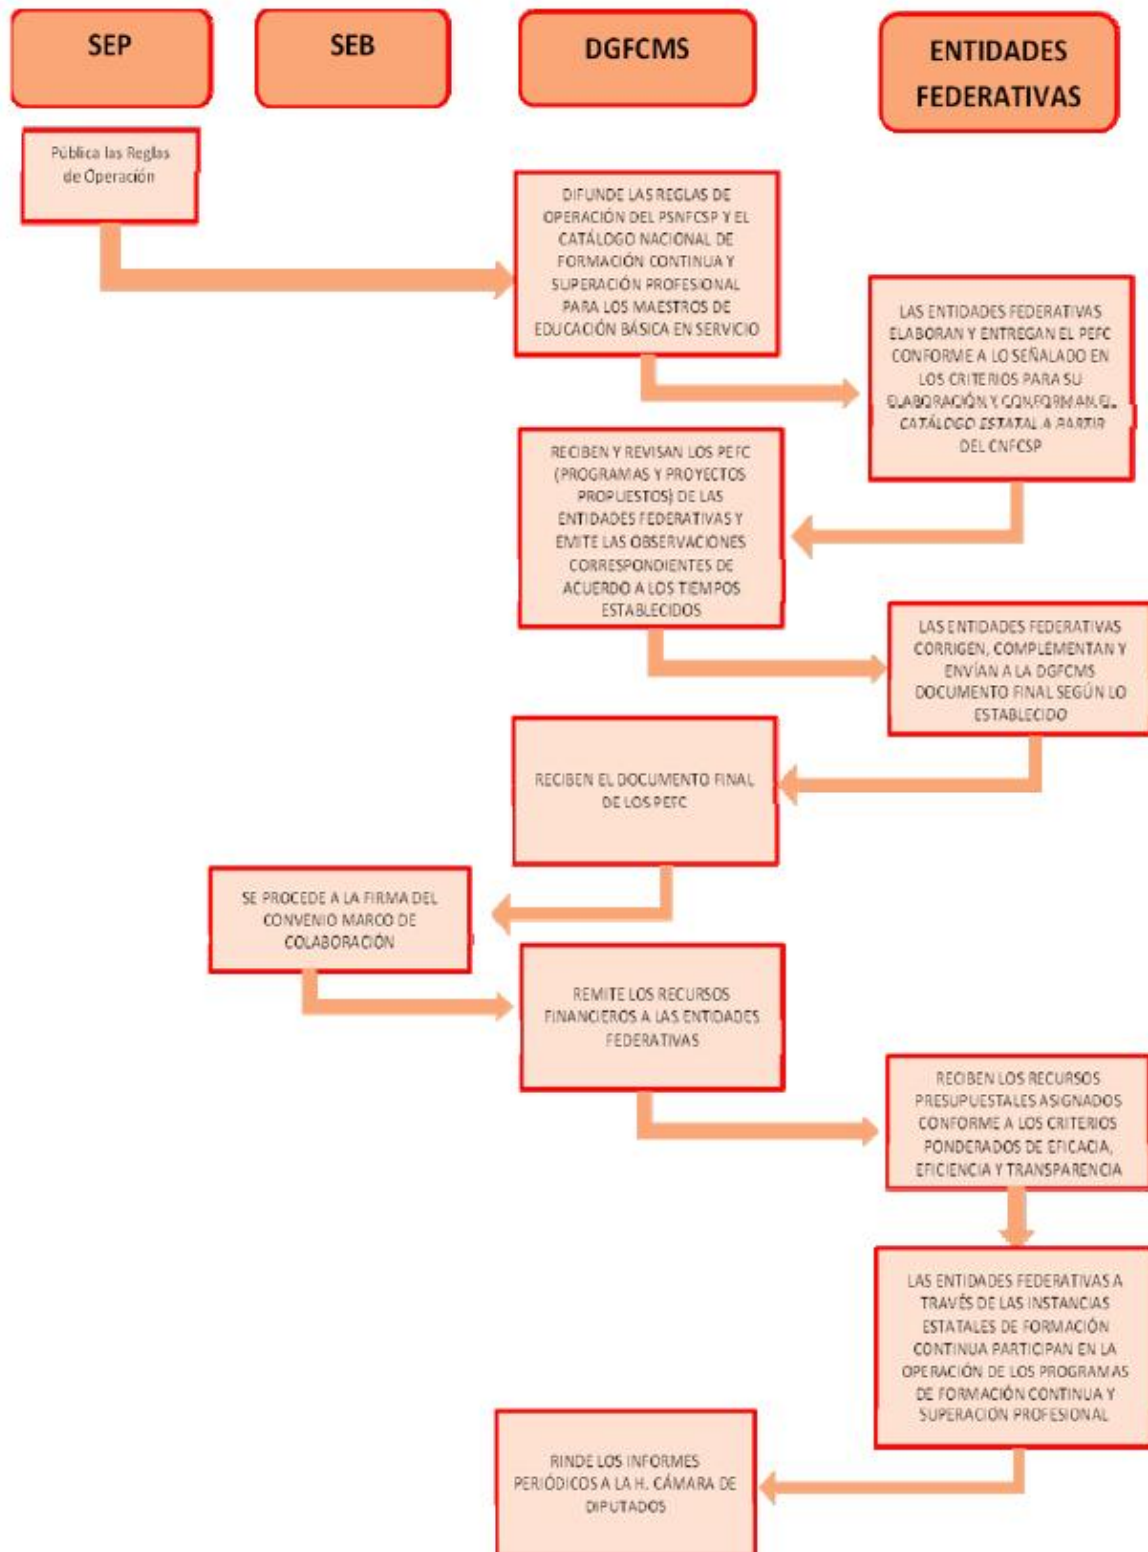 SEP
SEB
DGFCMS
ENTIDADES
FEDERATIVAS
Pública las Reglas
de Operación
DIFUNDE LAS REGLAS DE
OPERACIÓN DEL PSNFCSP Y EL
CATÁLOGO NACIONAL DE
FORMACIÓN CONTINUA Y
SUPERACIÓN PROFESIONAL
PARA LOS MAESTROS DE
EDUCACIÓN BÁSICA EN SERVICIO
LAS ENTIDADES FEDERATIVAS
ELABORAN Y ENTREGAN EL PEFC
CONFORME A LO SEÑALADO EN
LOS CRITERIOS PARA SU
ELABORACIÓN Y CONFORMAN EL
CATÁLOGO ESTATAL A PARTIR
DEL CNFCSP
RECIBEN Y REVISAN LOS PEFC
(PROGRAMAS Y PROYECTOS
PROPUESTOS) DE LAS
ENTIDADES FEDERATIVAS Y
EMITE LAS OBSERVACIONES
CORRESPONDIENTES DE
ACUERDO A LOS TIEMPOS
ESTABLECIDOS
LAS ENTIDADES FEDERATIVAS
CORRIGEN, COMPLEMENTAN Y
ENVÍAN A LA DGFCMS
DOCUMENTO FINAL SEGÚN LO
ESTABLECIDO
RECIBEN EL DOCUMENTO FINAL
DE LOS PEFC
SE PROCEDE A LA FIRMA DEL
CONVENIO MARCO DE
COLABORACIÓN
REMITE LOS RECURSOS
FINANCIEROS A LAS ENTIDADES
FEDERATIVAS
RECIBEN LOS RECURSOS
PRESUPUESTALES ASIGNADOS
CONFORME A LOS CRITERIOS
PONDERADOS DE EFICACIA,
EFICIENCIA Y TRANSPARENCIA
LAS ENTIDADES FEDERATIVAS A
TRAVÉS DE LAS INSTANCIAS
ESTATALES DE FORMACIÓN
CONTINUA PARTICIPAN EN LA
OPERACIÓN DE LOS PROGRAMAS
DE FORMACIÓN CONTINUA Y
SUPERACIÓN PROFESIONAL
RINDE LOS INFORMES
PERIÓDICOS A LA H. CÁMARA DE
DIPUTADOS